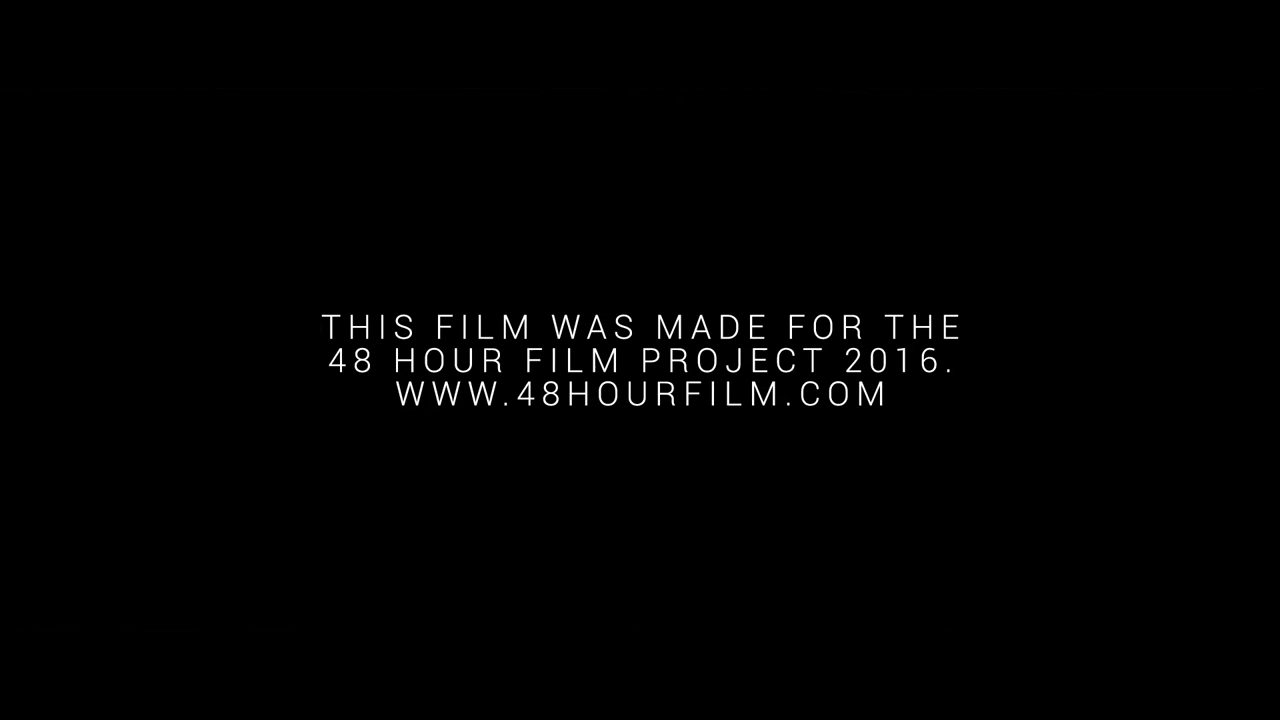 THIS FILM WAS MADE FOR THE
48 HOUR FILM PROJECT 2016.
WWW.48HOURFILM.COM